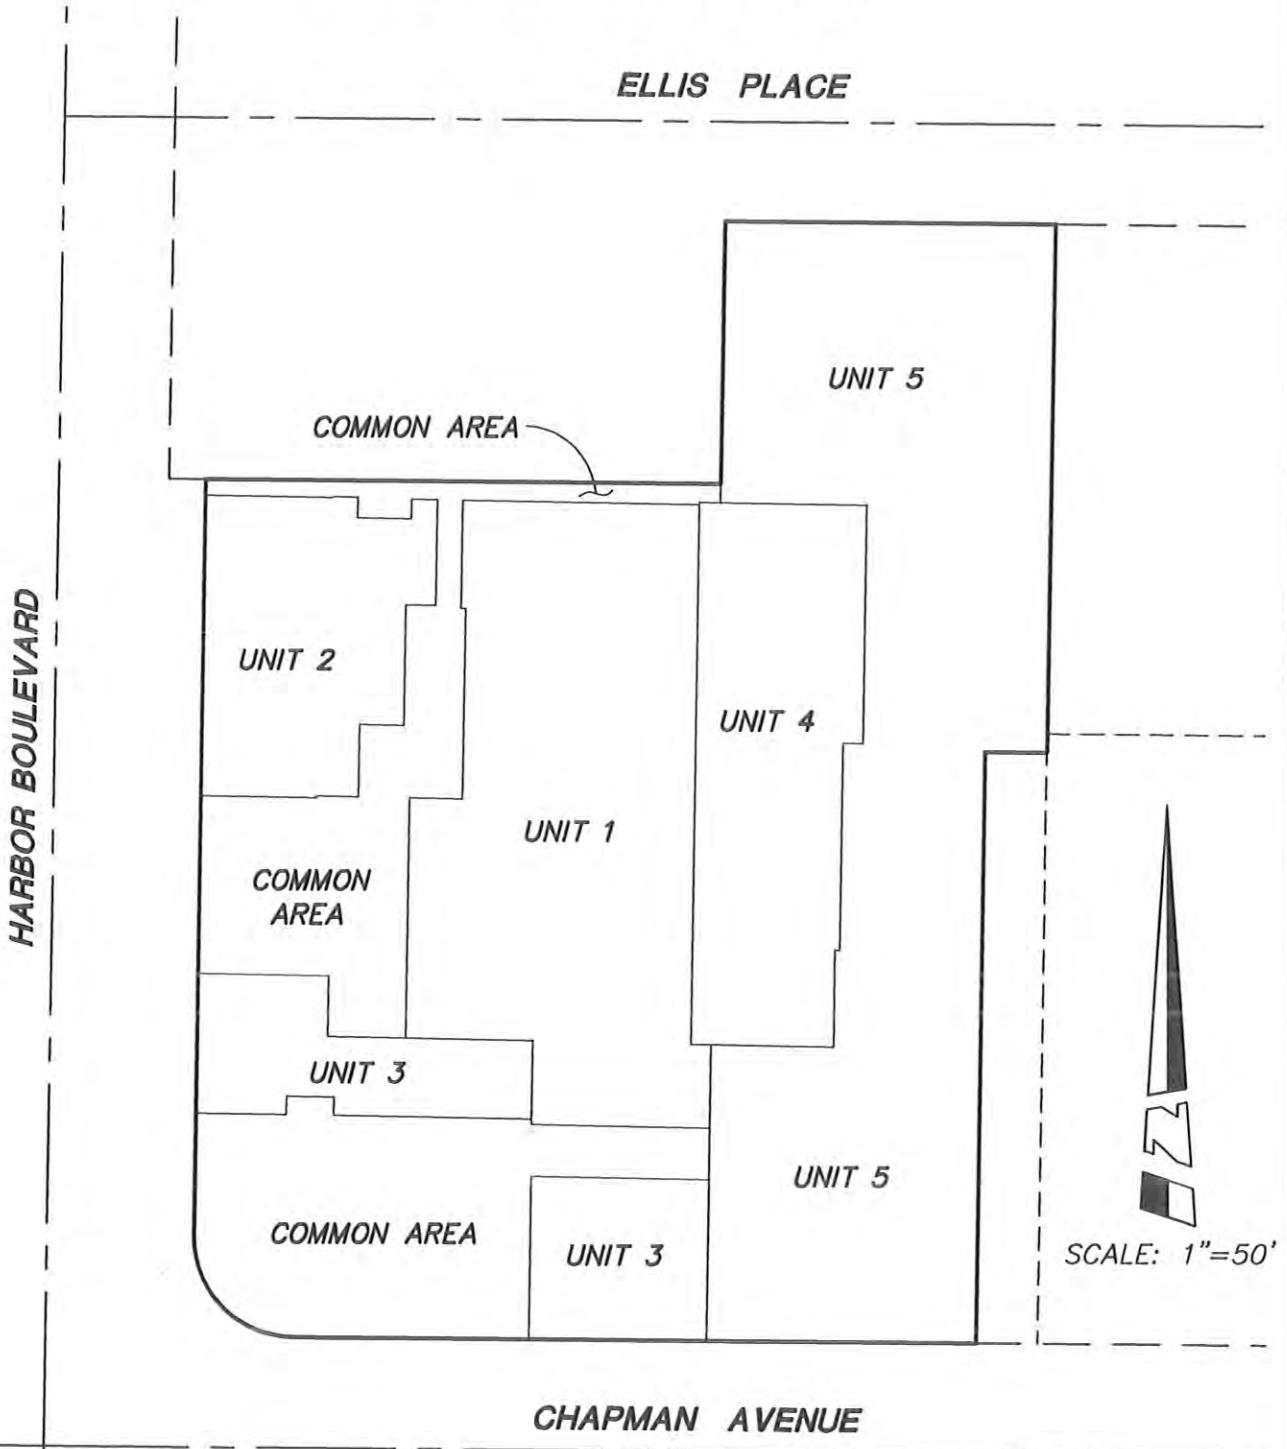 ELLIS PLACE
UNIT 5
COMMON AREA
HARBOR BOULEVARD
UNIT 2
UNIT 4
UNIT 1
COMMON
AREA
UNIT 3
UNIT 5
COMMON AREA
UNIT 3
N
SCALE: 1"=50'
CHAPMAN AVENUE